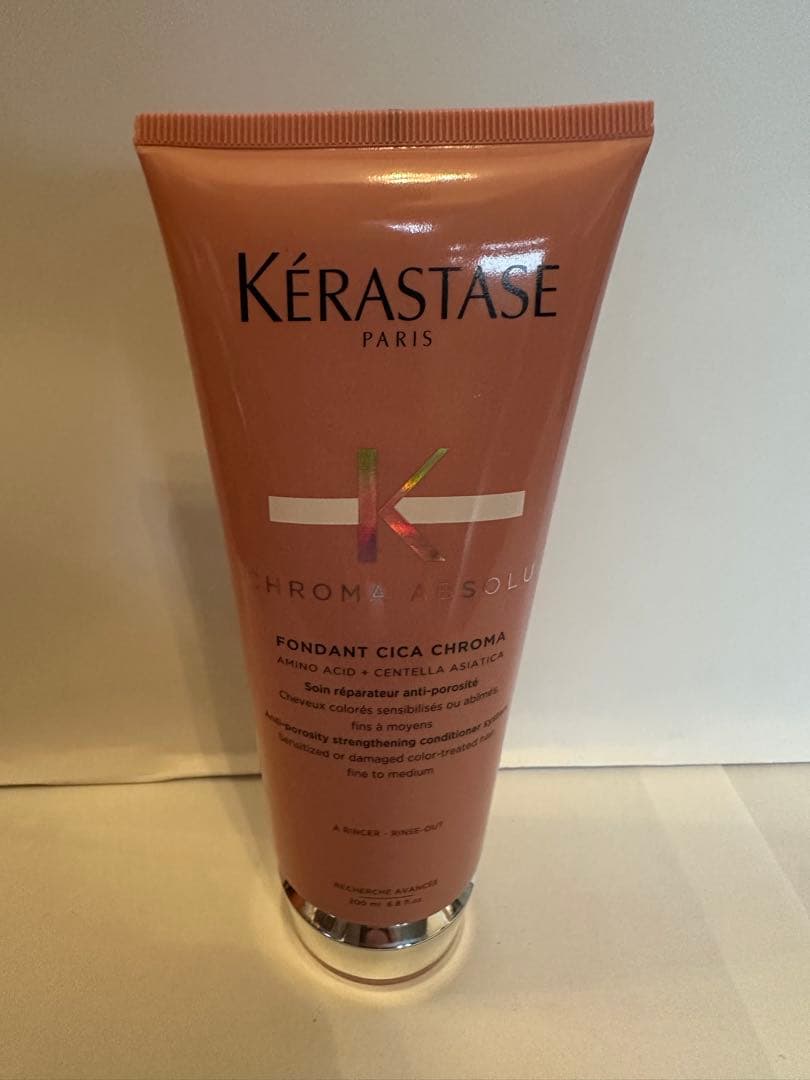 KÉRASTASE
PARIS
K
CHROMA ABSOLU
FONDANT CICA CHROMA
AMINO ACID + CENTELLA ASIATICA
Soin réparateur anti-porosité
Cheveux colorés sensibilisés ou abîmés,
fins à moyens
Anti-porosity strengthening conditioner system
Sensitized or damaged color-treated hair
fine to medium
À RINCER - RINSE-OUT
RECHERCHE AVANCÉE
200 ml 6.8 fl.oz